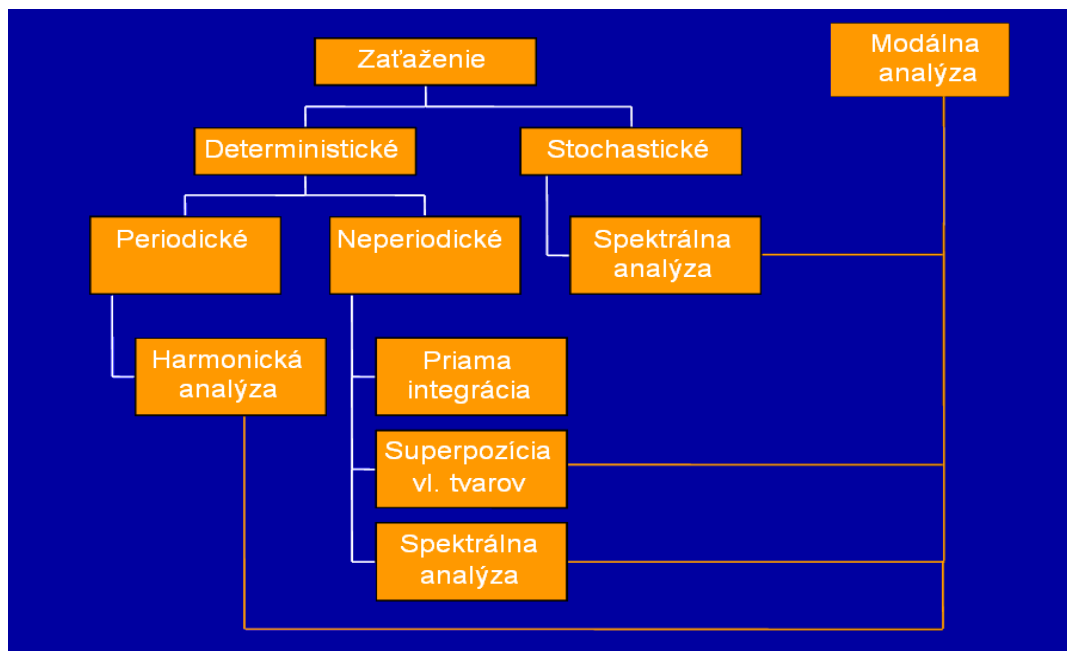 Zaťaženie
Modálna
analýza
Deterministické
Stochastické
Periodické
Neperiodické
Spektrálna
analýza
Harmonická
analýza
Priama
integrácia
Superpozícia
vl. tvarov
Spektrálna
analýza